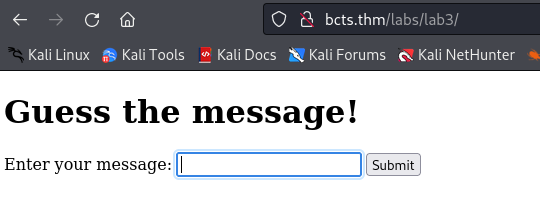 bcts.thm/labs/lab3/
Kali Linux Kali Tools Kali Docs Kali Forums Kali NetHunter
Guess the message!
Enter your message: Submit